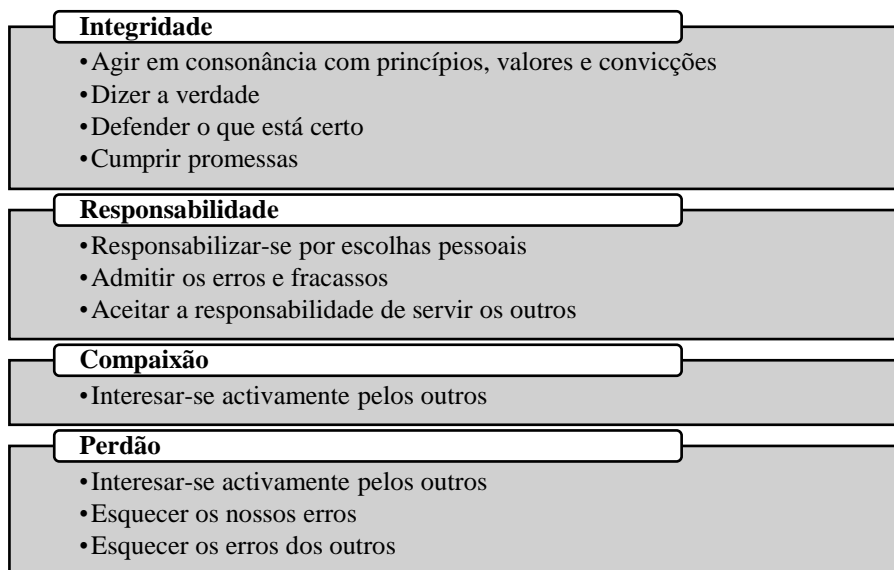 Integridade
•Agir em consonância com princípios, valores e convicções
•Dizer a verdade
•Defender o que está certo
•Cumprir promessas
Responsabilidade
•Responsabilizar-se por escolhas pessoais
•Admitir os erros e fracassos
•Aceitar a responsabilidade de servir os outros
Compaixão
•Interesar-se activamente pelos outros
Perdão
•Interesar-se activamente pelos outros
•Esquecer os nossos erros
•Esquecer os erros dos outros